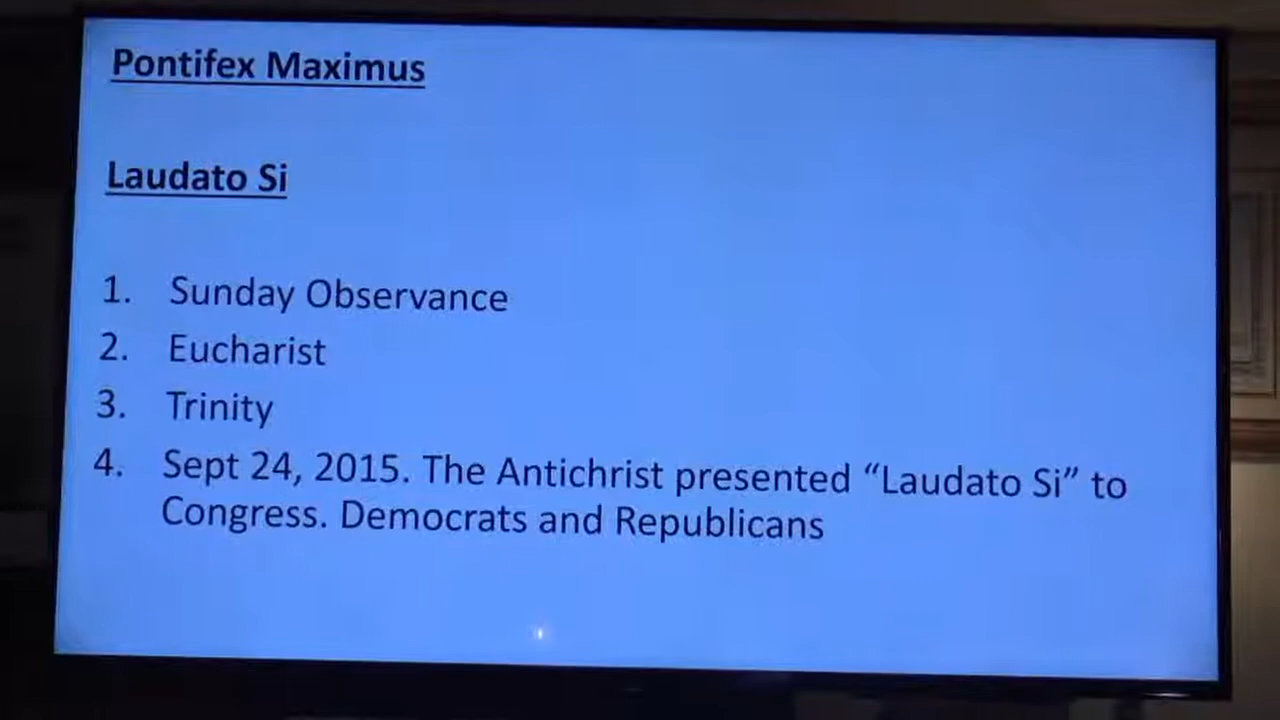 Pontifex Maximus
Laudato Si
1. Sunday Observance
2. Eucharist
3. Trinity
4. Sept 24, 2015. The Antichrist presented “Laudato Si” to
Congress. Democrats and Republicans